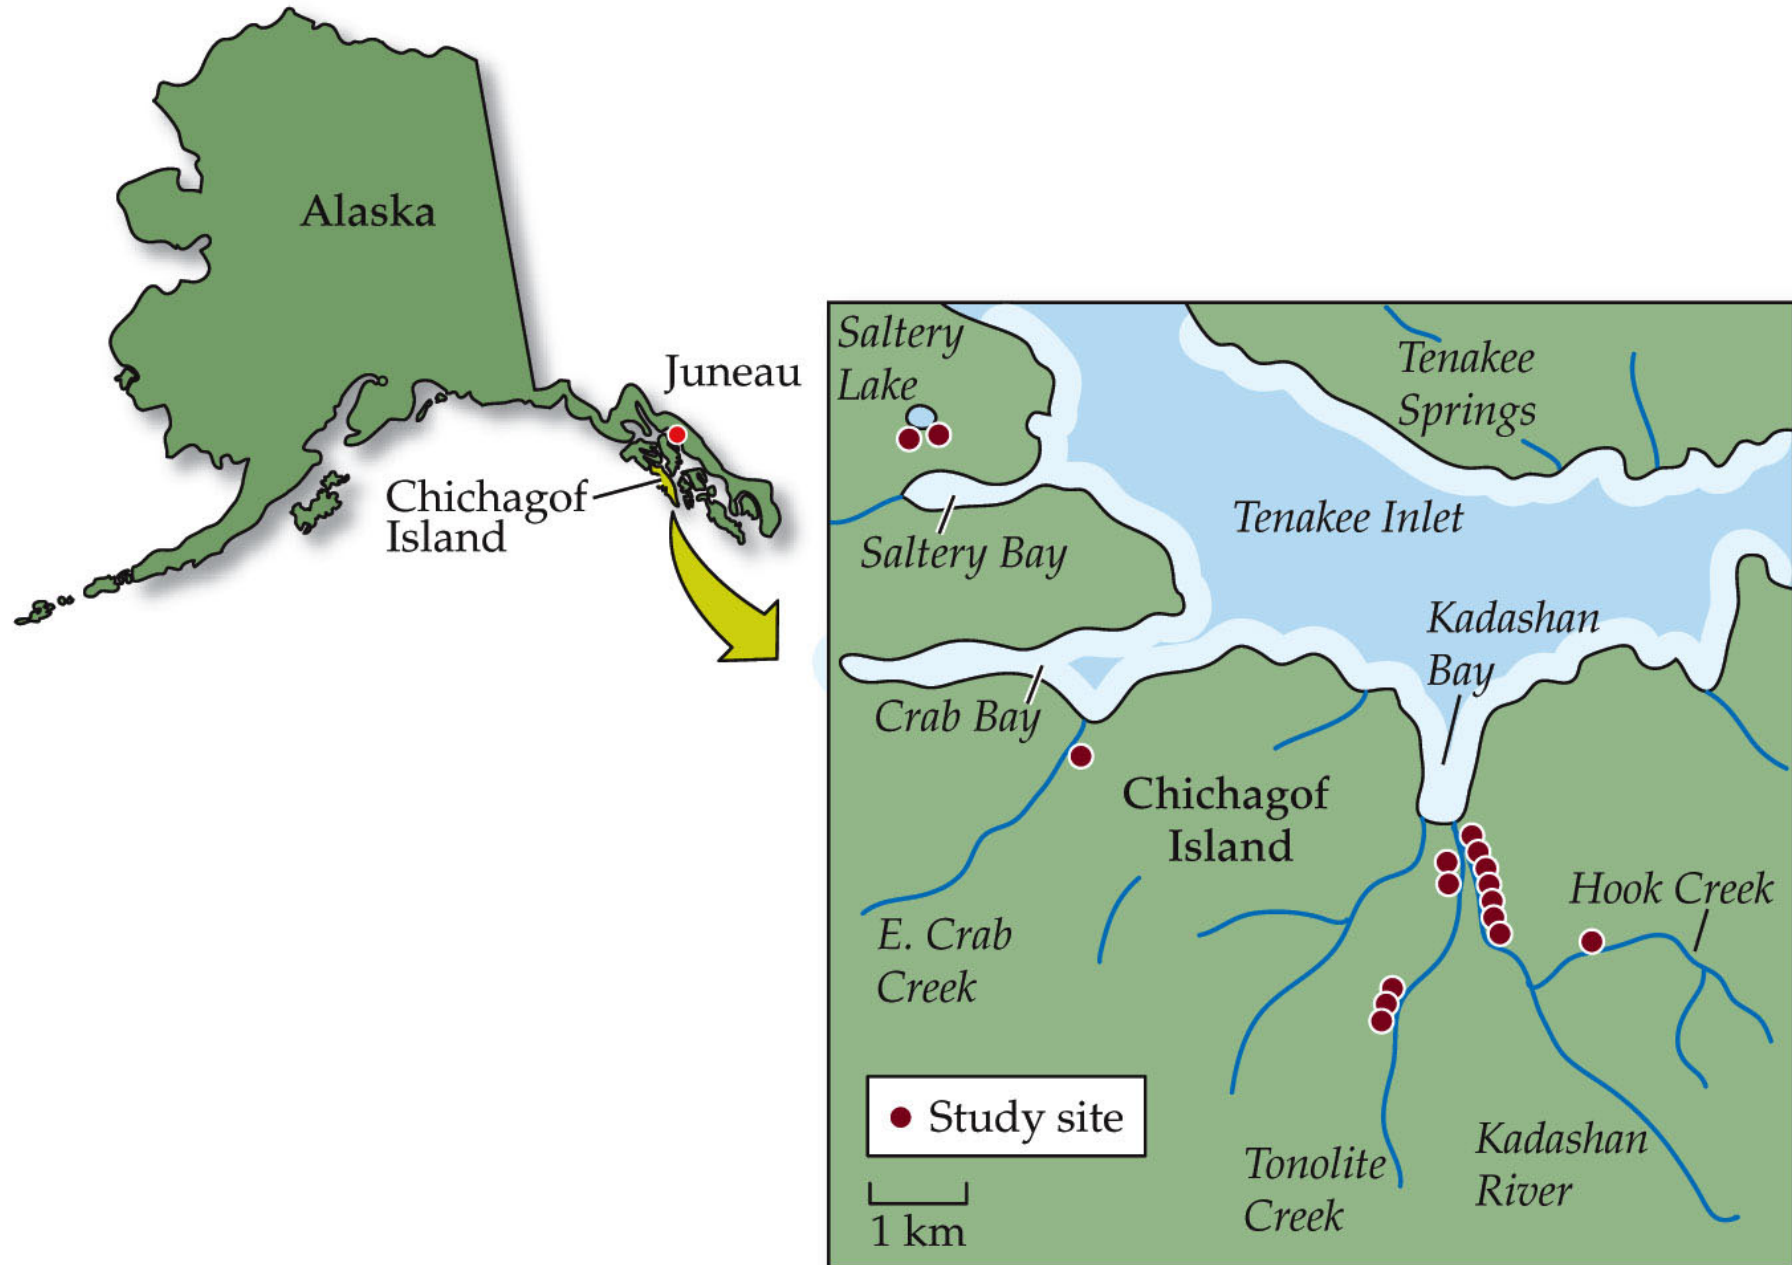 Alaska
Juneau
Chichagof
Island
Saltery
Lake
Tenakee
Springs
Tenakee Inlet
Saltery Bay
Kadashan
Bay
Crab Bay
Chichagof
Island
Hook Creek
E. Crab
Creek
Study site
Kadashan
River
Tonolite
Creek
1 km